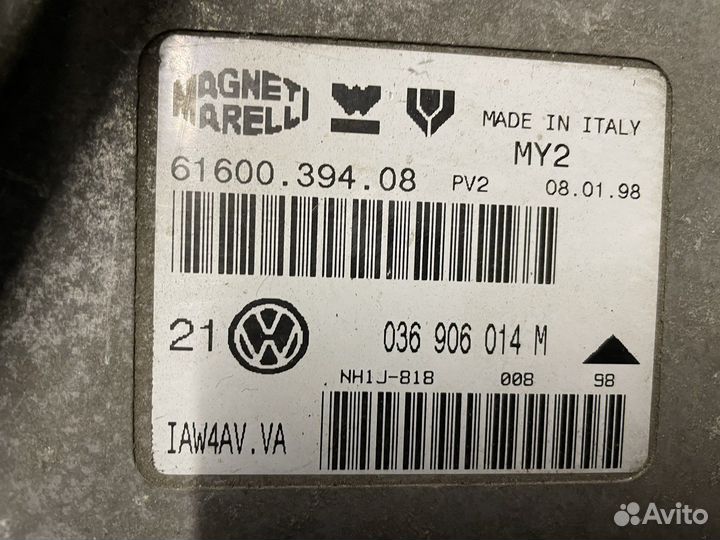 MAGNETI
MARELLI
MADE IN ITALY
MY2
61600.394.08 PV2 08.01.98
21 036 906 014 M
NH1J-818 008 98
IAW4AV.VA
Avito